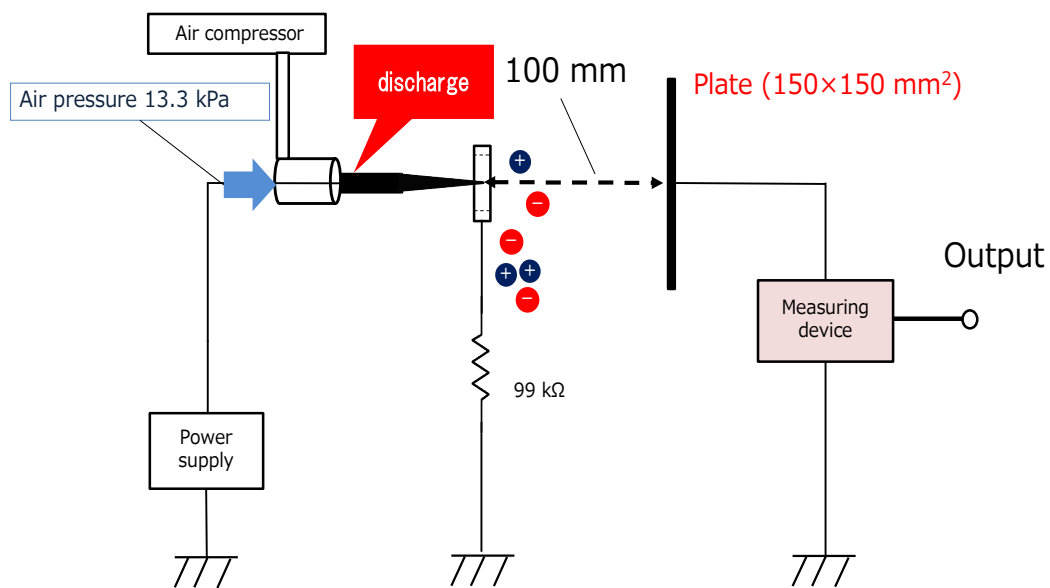 Air compressor
Air pressure 13.3 kPa
discharge
100 mm
Plate (150×150 mm²)
+
−
−
+ +
−
Output
Measuring
device
99 kΩ
Power
supply